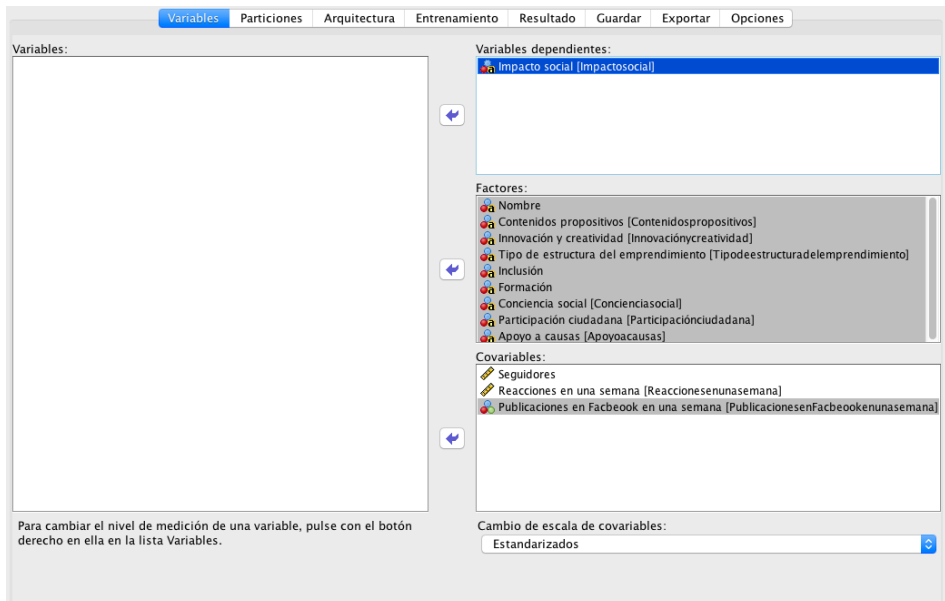 Variables Particiones Arquitectura Entrenamiento Resultado Guardar Exportar Opciones
Variables:
Para cambiar el nivel de medición de una variable, pulse con el botón
derecho en ella en la lista Variables.
Variables dependientes:
Impacto social [Impactosocial]
Factores:
Nombre
Contenidos propositivos [Contenidospropositivos]
Innovación y creatividad [Innovaciónycreatividad]
Tipo de estructura del emprendimiento [Tipodeestructuradelemprendimiento]
Inclusión
Formación
Conciencia social [Concienciasocial]
Participación ciudadana [Participaciónciudadana]
Apoyo a causas [Apoyoacausas]
Covariables:
Seguidores
Reacciones en una semana [Reaccionesenunasemana]
Publicaciones en Facbeook en una semana [PublicacionesenFacbeookenunasemana]
Cambio de escala de covariables:
Estandarizados